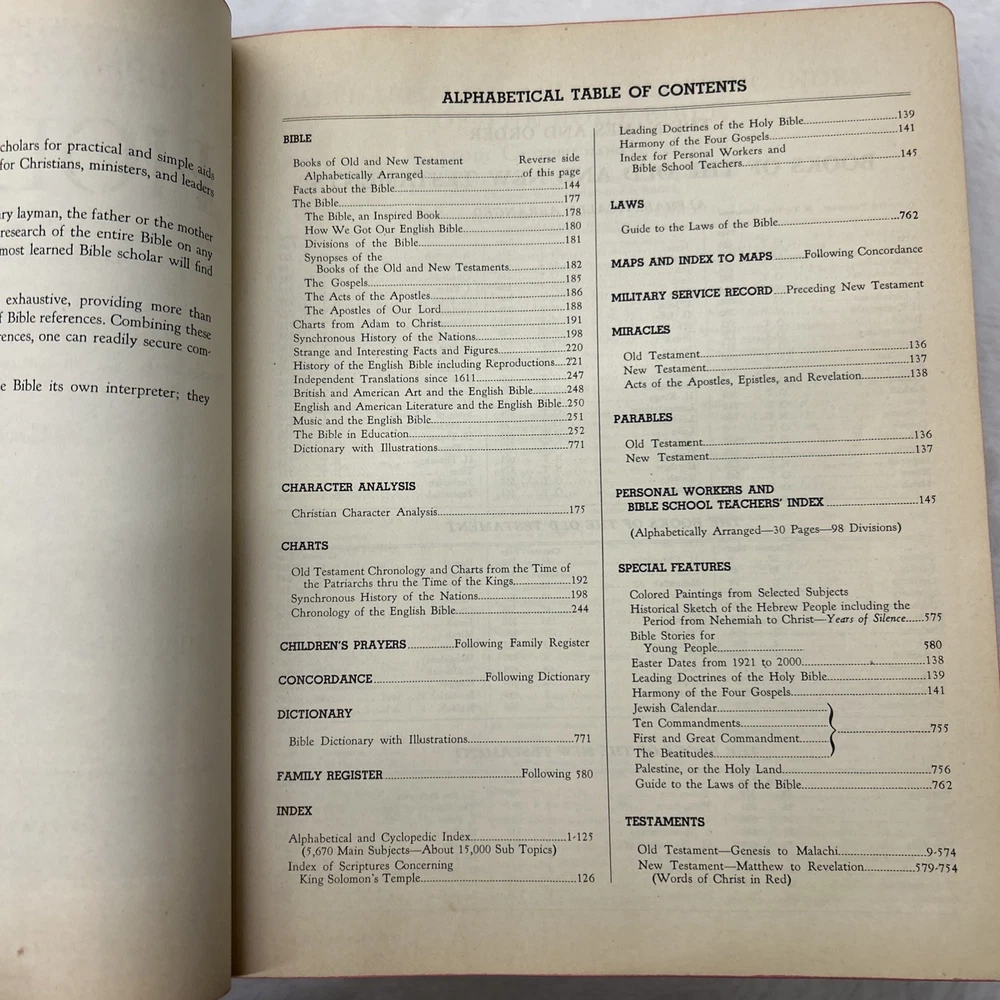 cholars for practical and simple aids
for Christians, ministers, and leaders
ry layman, the father or the mother
research of the entire Bible on any
most learned Bible scholar will find
exhaustive, providing more than
f Bible references. Combining these
ences, one can readily secure com-
e Bible its own interpreter; they
ALPHABETICAL TABLE OF CONTENTS
BIBLE
Books of Old and New Testament Reverse side
Alphabetically Arranged of this page
Facts about the Bible 144
The Bible 177
The Bible, an Inspired Book 178
How We Got Our English Bible 180
Divisions of the Bible 181
Synopses of the
Books of the Old and New Testaments 182
The Gospels 185
The Acts of the Apostles 186
The Apostles of Our Lord 188
Charts from Adam to Christ 191
Synchronous History of the Nations 198
Strange and Interesting Facts and Figures 220
History of the English Bible including Reproductions 221
Independent Translations since 1611 247
British and American Art and the English Bible 248
English and American Literature and the English Bible 250
Music and the English Bible 251
The Bible in Education 252
Dictionary with Illustrations 771
CHARACTER ANALYSIS
Christian Character Analysis 175
CHARTS
Old Testament Chronology and Charts from the Time of
the Patriarchs thru the Time of the Kings 192
Synchronous History of the Nations 198
Chronology of the English Bible 244
CHILDREN'S PRAYERS Following Family Register
CONCORDANCE Following Dictionary
DICTIONARY
Bible Dictionary with Illustrations 771
FAMILY REGISTER Following 580
INDEX
Alphabetical and Cyclopedic Index 1-125
(5,670 Main Subjects—About 15,000 Sub Topics)
Index of Scriptures Concerning
King Solomon's Temple 126
Leading Doctrines of the Holy Bible 139
Harmony of the Four Gospels 141
Index for Personal Workers and
Bible School Teachers 145
LAWS
Guide to the Laws of the Bible 762
MAPS AND INDEX TO MAPS Following Concordance
MILITARY SERVICE RECORD Preceding New Testament
MIRACLES
Old Testament 136
New Testament 137
Acts of the Apostles, Epistles, and Revelation 138
PARABLES
Old Testament 136
New Testament 137
PERSONAL WORKERS AND
BIBLE SCHOOL TEACHERS' INDEX 145
(Alphabetically Arranged—30 Pages—98 Divisions)
SPECIAL FEATURES
Colored Paintings from Selected Subjects
Historical Sketch of the Hebrew People including the
Period from Nehemiah to Christ—Years of Silence 575
Bible Stories for
Young People 580
Easter Dates from 1921 to 2000 138
Leading Doctrines of the Holy Bible 139
Harmony of the Four Gospels 141
Jewish Calendar
Ten Commandments
First and Great Commandment 755
The Beatitudes
Palestine, or the Holy Land 756
Guide to the Laws of the Bible 762
TESTAMENTS
Old Testament—Genesis to Malachi 9-574
New Testament—Matthew to Revelation 579-754
(Words of Christ in Red)